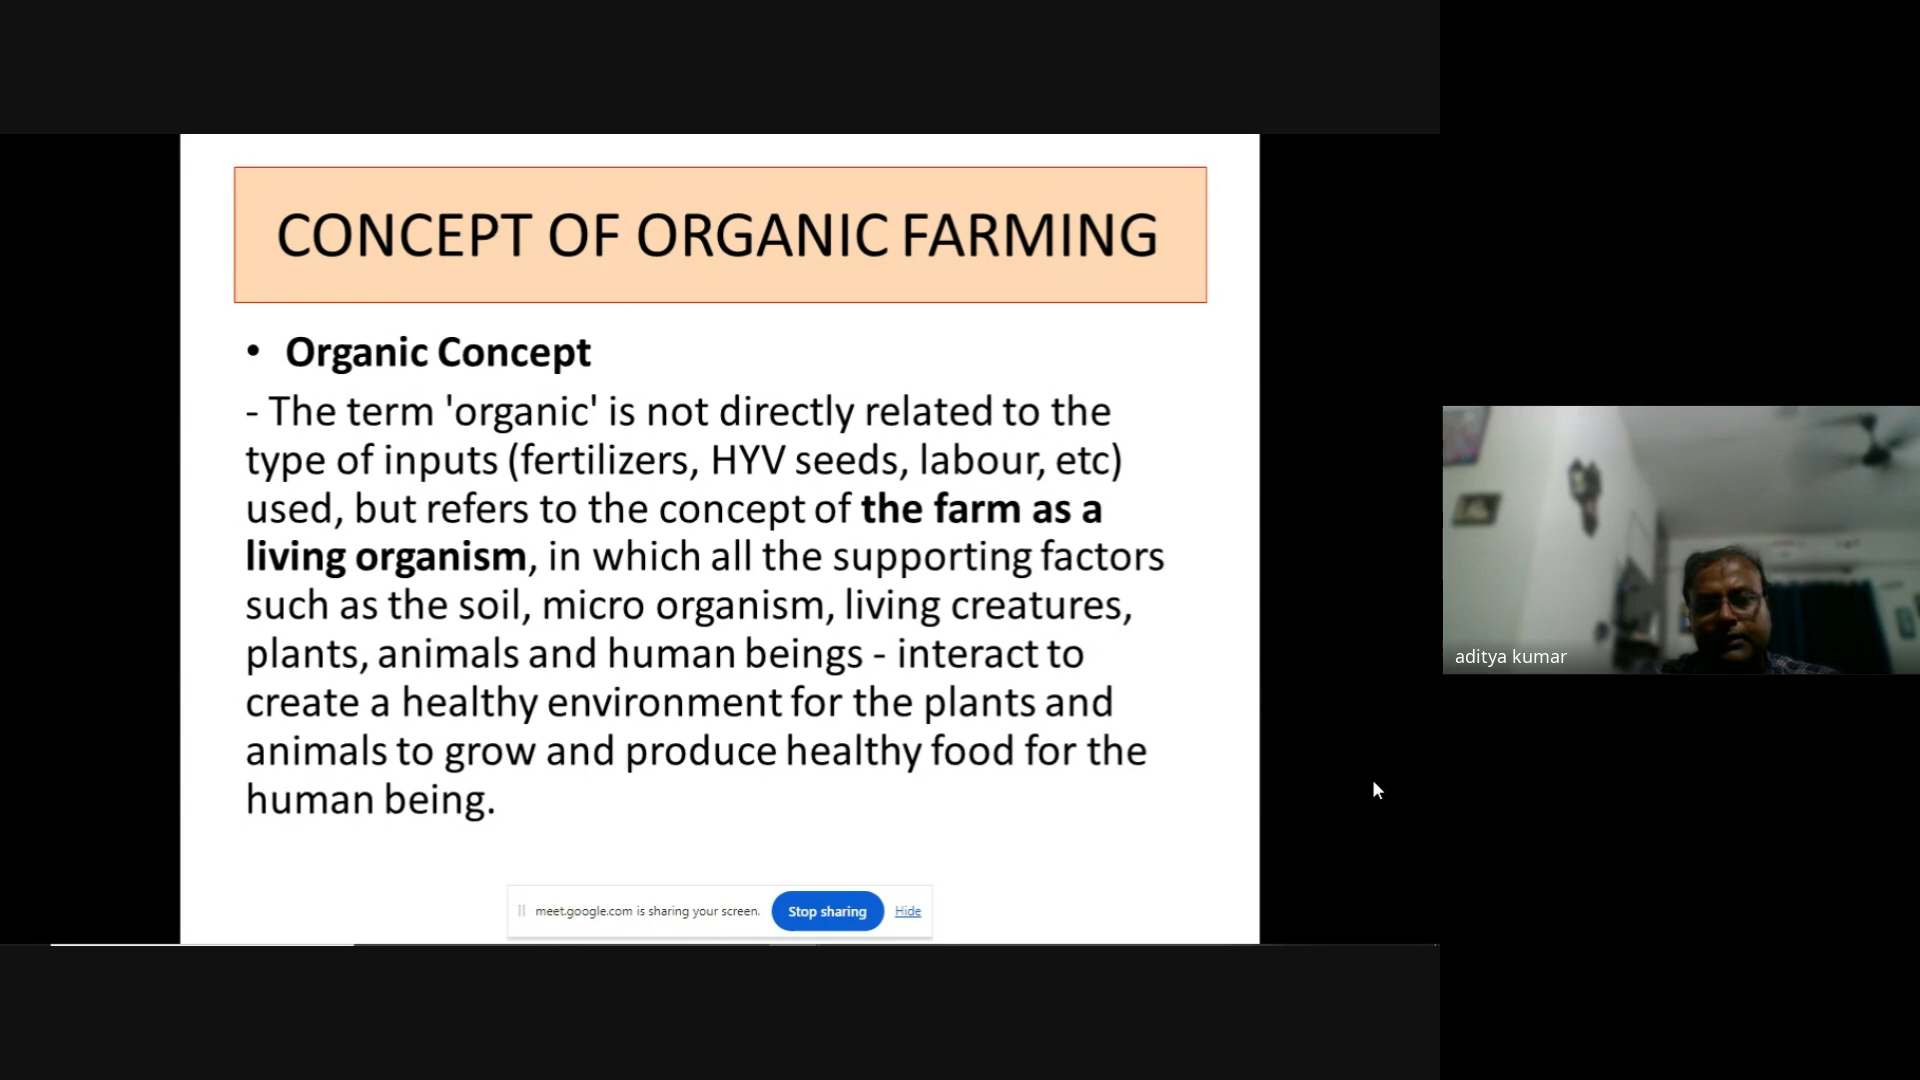 CONCEPT OF ORGANIC FARMING
• Organic Concept
- The term 'organic' is not directly related to the
type of inputs (fertilizers, HYV seeds, labour, etc)
used, but refers to the concept of the farm as a
living organism, in which all the supporting factors
such as the soil, micro organism, living creatures,
plants, animals and human beings - interact to
create a healthy environment for the plants and
animals to grow and produce healthy food for the
human being.
meet.google.com is sharing your screen. Stop sharing Hide
aditya kumar